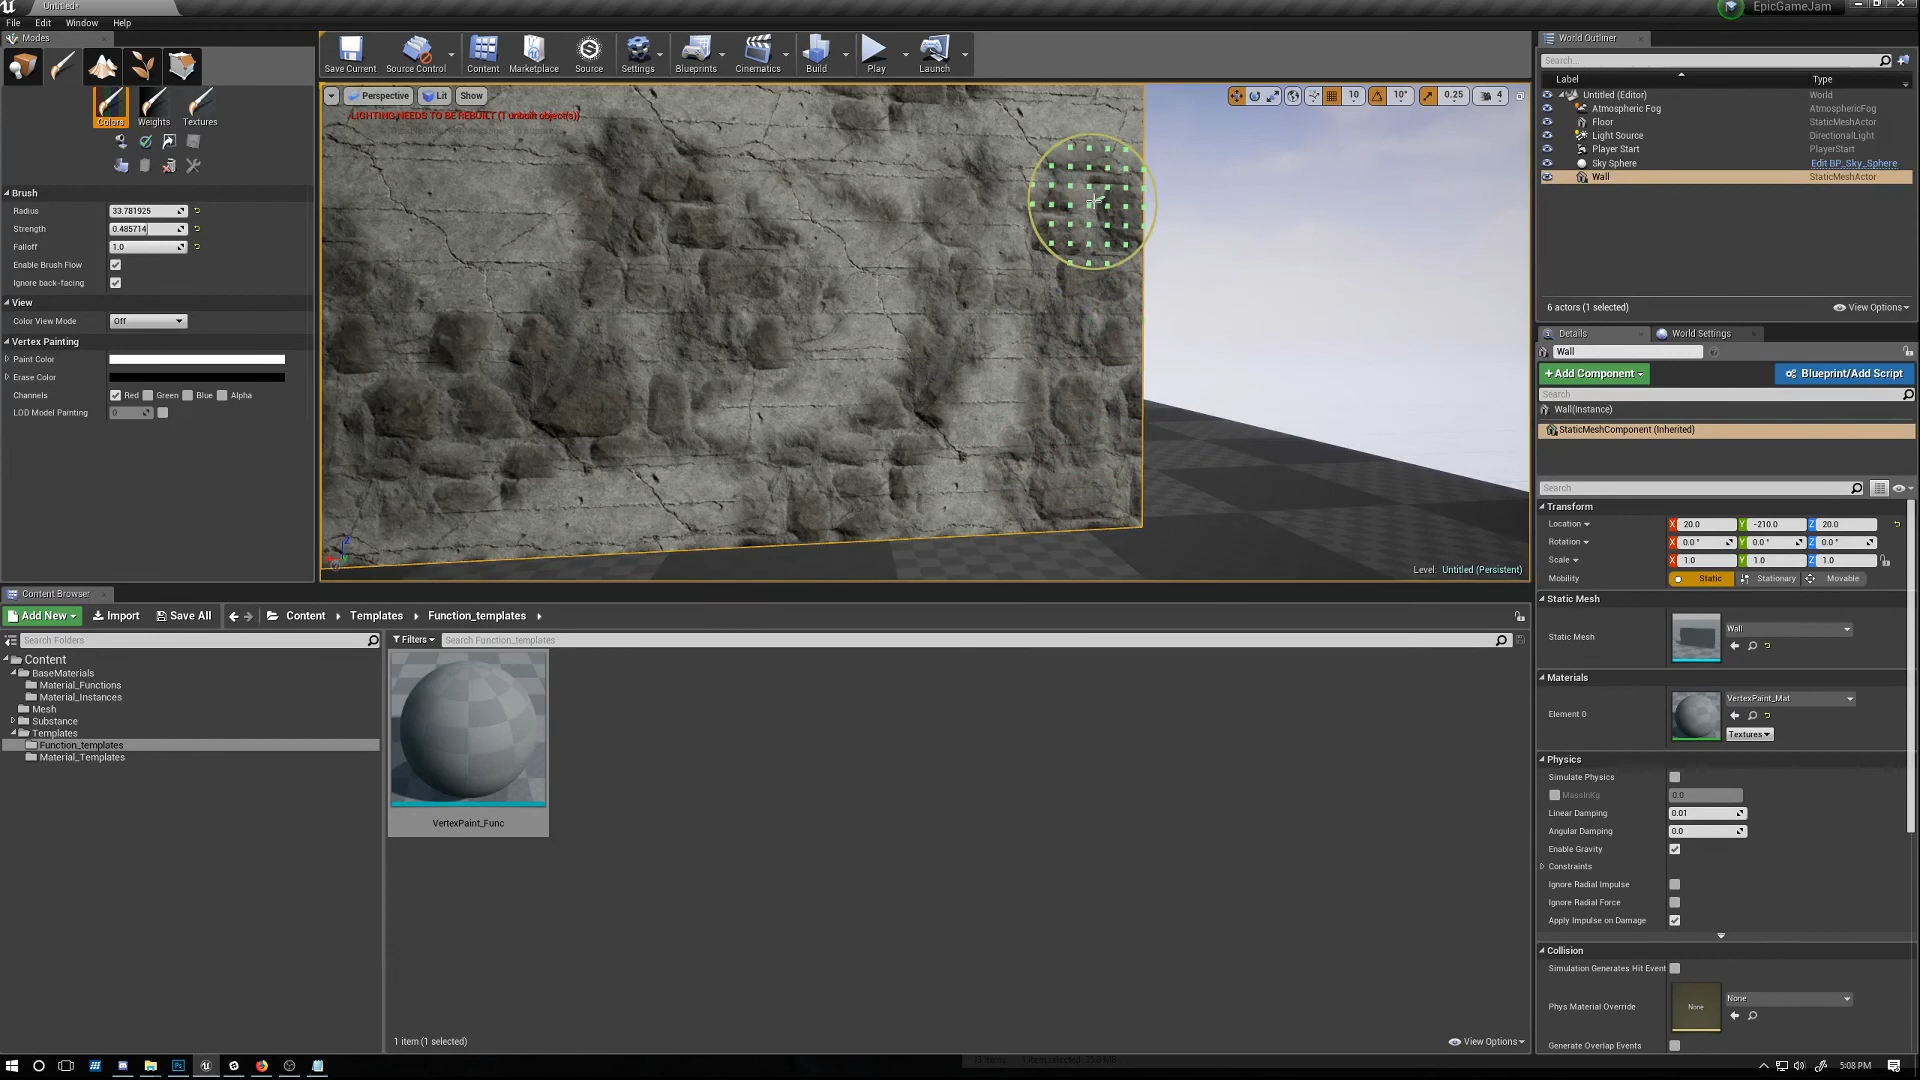 Untitled*
EpicGameJam
File Edit Window Help
Modes
Save Current
Source Control
Content
Marketplace
Source
Settings
Blueprints
Cinematics
Build
Play
Launch
Colors Weights Textures
Brush
Radius 33.781925
Strength 0.485714
Falloff 1.0
Enable Brush Flow
Ignore back-facing
View
Color View Mode Off
Vertex Painting
Paint Color
Erase Color
Channels Red Green Blue Alpha
LOD Model Painting 0
Perspective Lit Show
10 10° 0.25 4
LIGHTING NEEDS TO BE REBUILT (1 unbuilt object(s))
Level: Untitled (Persistent)
World Outliner
Search...
Label Type
Untitled (Editor) World
Atmospheric Fog AtmosphericFog
Floor StaticMeshActor
Light Source DirectionalLight
Player Start PlayerStart
Sky Sphere Edit BP_Sky_Sphere
Wall StaticMeshActor
6 actors (1 selected) View Options
Details World Settings
Wall
+Add Component Blueprint/Add Script
Search
Wall(Instance)
StaticMeshComponent (Inherited)
Search
Transform
Location X 20.0 Y -210.0 Z 20.0
Rotation X 0.0 ° Y 0.0 ° Z 0.0 °
Scale X 1.0 Y 1.0 Z 1.0
Mobility Static Stationary Movable
Static Mesh
Static Mesh Wall
Materials
Element 0 VertexPaint_Mat
Textures
Physics
Simulate Physics
MassInKg 0.0
Linear Damping 0.01
Angular Damping 0.0
Enable Gravity
Constraints
Ignore Radial Impulse
Ignore Radial Force
Apply Impulse on Damage
Collision
Simulation Generates Hit Event
Phys Material Override None None
Generate Overlap Events
Content Browser
Add New Import Save All Content Templates Function_templates
Search Folders
Filters Search Function_templates
Content
BaseMaterials
Material_Functions
Material_Instances
Mesh
Substance
Templates
Function_templates
Material_Templates
VertexPaint_Func
1 item (1 selected) View Options
5:08 PM